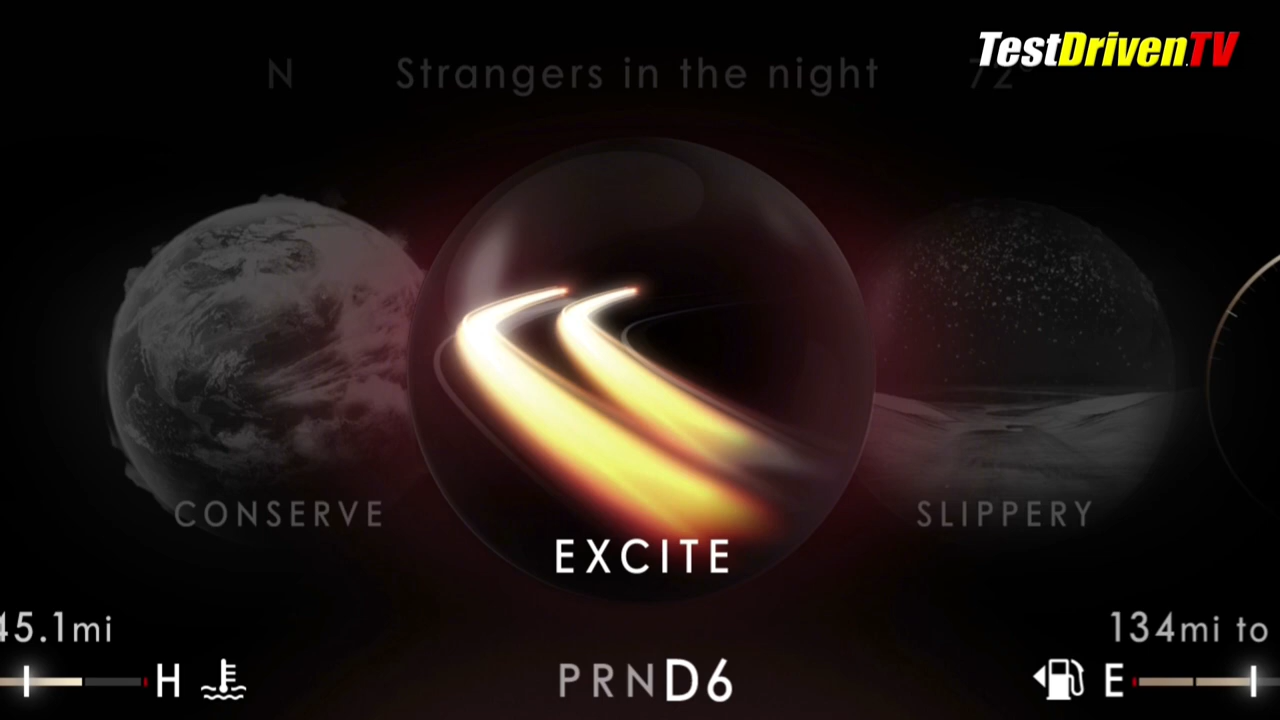 TestDrivenTV
N Strangers in the night 72°
CONSERVE
SLIPPERY
EXCITE
45.1mi
134mi to
H
PRND6
E